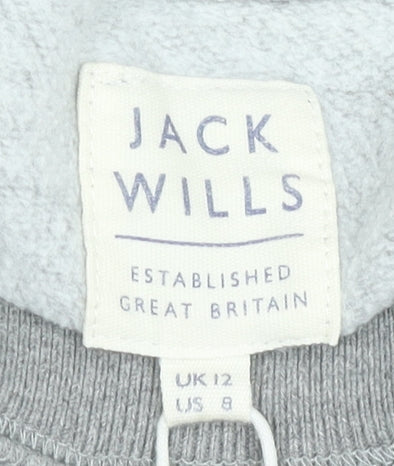 JACK
WILLS
ESTABLISHED
GREAT BRITAIN
UK 12
US 8